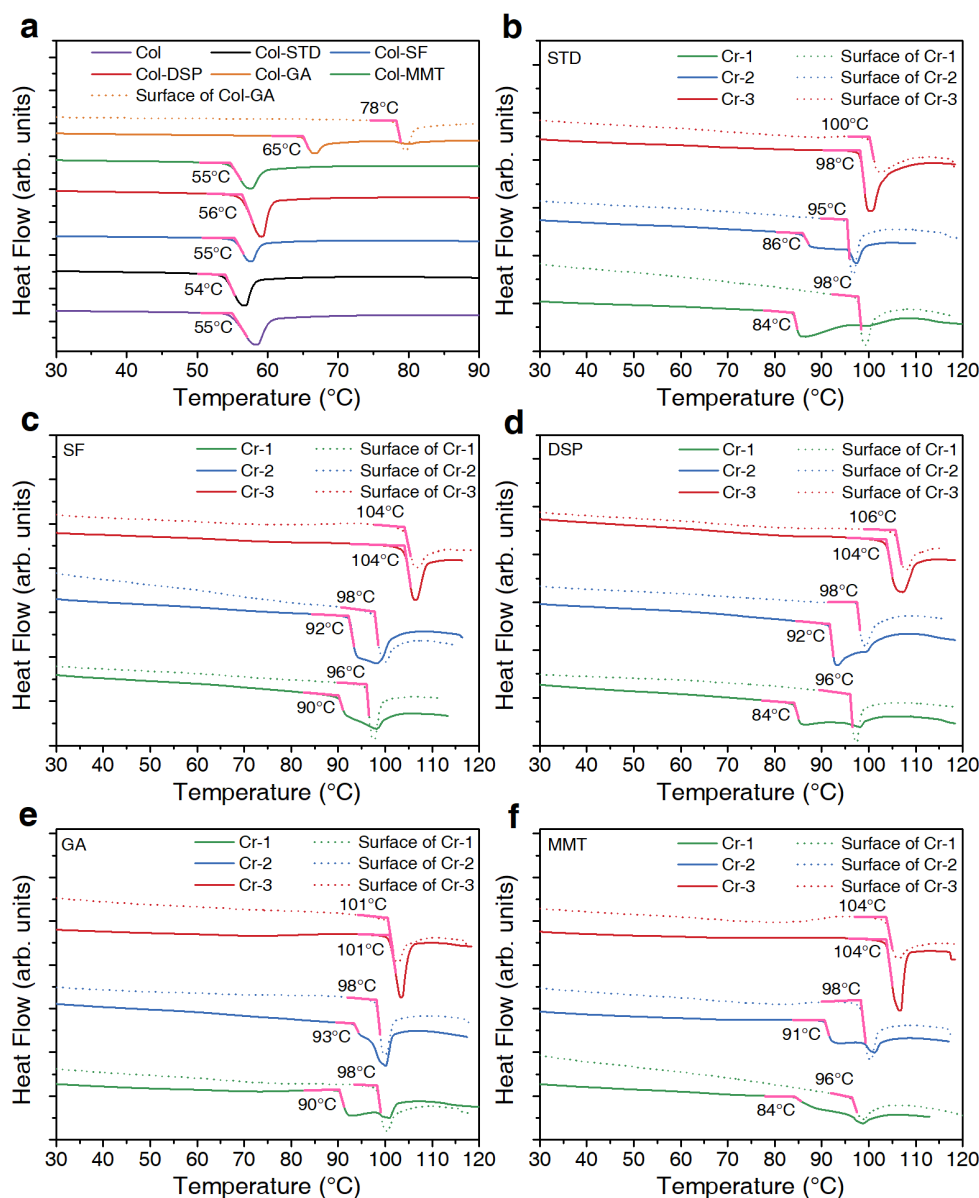 a
Col Col-STD Col-SF
Col-DSP Col-GA Col-MMT
Surface of Col-GA
78°C
65°C
55°C
56°C
55°C
54°C
55°C
Heat Flow (arb. units)
30 40 50 60 70 80 90
Temperature (°C)
b
STD
Cr-1 Surface of Cr-1
Cr-2 Surface of Cr-2
Cr-3 Surface of Cr-3
100°C
98°C
95°C
86°C
98°C
84°C
Heat Flow (arb. units)
30 40 50 60 70 80 90 100 110 120
Temperature (°C)
c
SF
Cr-1 Surface of Cr-1
Cr-2 Surface of Cr-2
Cr-3 Surface of Cr-3
104°C
104°C
98°C
92°C
96°C
90°C
Heat Flow (arb. units)
30 40 50 60 70 80 90 100 110 120
Temperature (°C)
d
DSP
Cr-1 Surface of Cr-1
Cr-2 Surface of Cr-2
Cr-3 Surface of Cr-3
106°C
104°C
98°C
92°C
96°C
84°C
Heat Flow (arb. units)
30 40 50 60 70 80 90 100 110 120
Temperature (°C)
e
GA
Cr-1 Surface of Cr-1
Cr-2 Surface of Cr-2
Cr-3 Surface of Cr-3
101°C
101°C
98°C
93°C
98°C
90°C
Heat Flow (arb. units)
30 40 50 60 70 80 90 100 110 120
Temperature (°C)
f
MMT
Cr-1 Surface of Cr-1
Cr-2 Surface of Cr-2
Cr-3 Surface of Cr-3
104°C
104°C
98°C
91°C
96°C
84°C
Heat Flow (arb. units)
30 40 50 60 70 80 90 100 110 120
Temperature (°C)